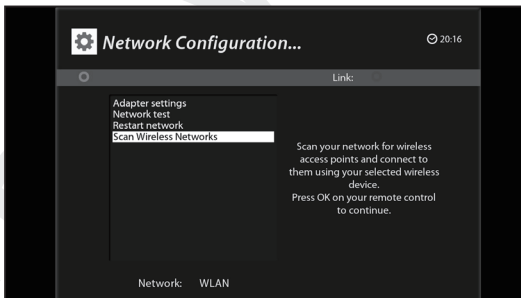 Network Configuration...
20:16
Link:
Adapter settings
Network test
Restart network
Scan Wireless Networks
Scan your network for wireless
access points and connect to
them using your selected wireless
device.
Press OK on your remote control
to continue.
Network: WLAN